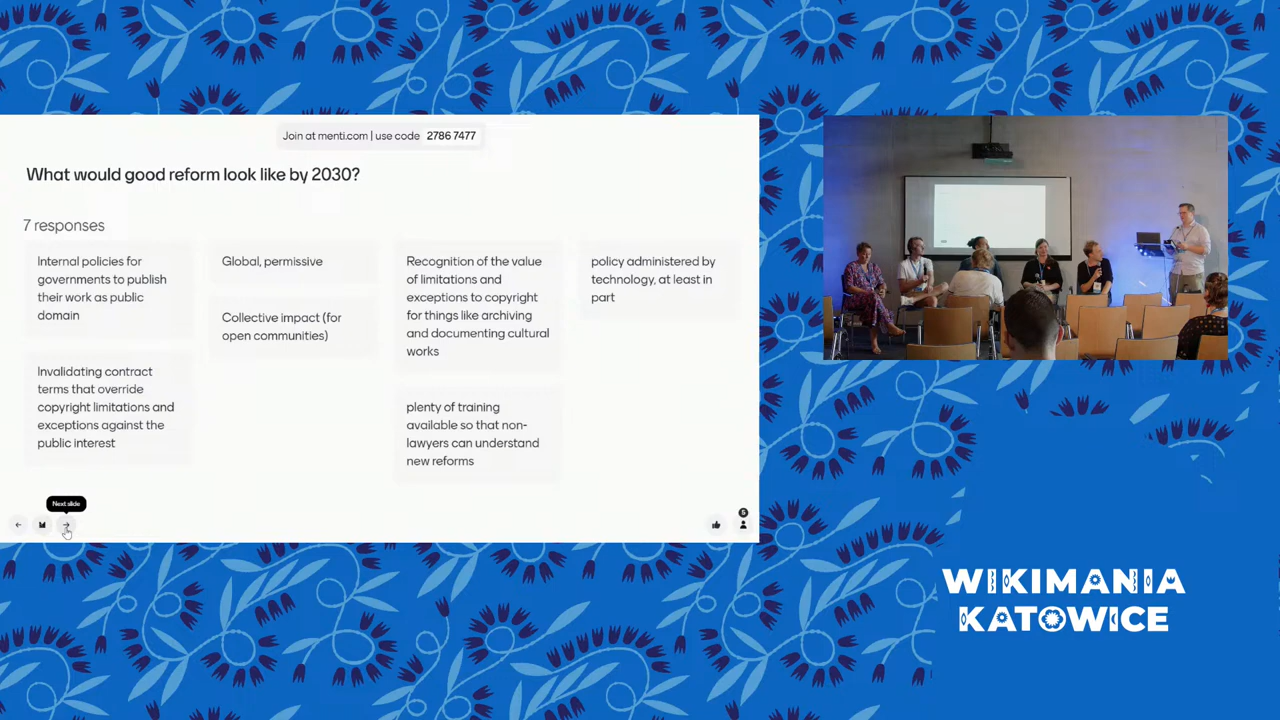 Join at menti.com | use code 2786 7477
What would good reform look like by 2030?
7 responses
Internal policies for
governments to publish
their work as public
domain
Invalidating contract
terms that override
copyright limitations and
exceptions against the
public interest
Global, permissive
Collective impact (for
open communities)
Recognition of the value
of limitations and
exceptions to copyright
for things like archiving
and documenting cultural
works
plenty of training
available so that non-
lawyers can understand
new reforms
policy administered by
technology, at least in
part
Next slide
5
WIKIMANIA
KATOWICE